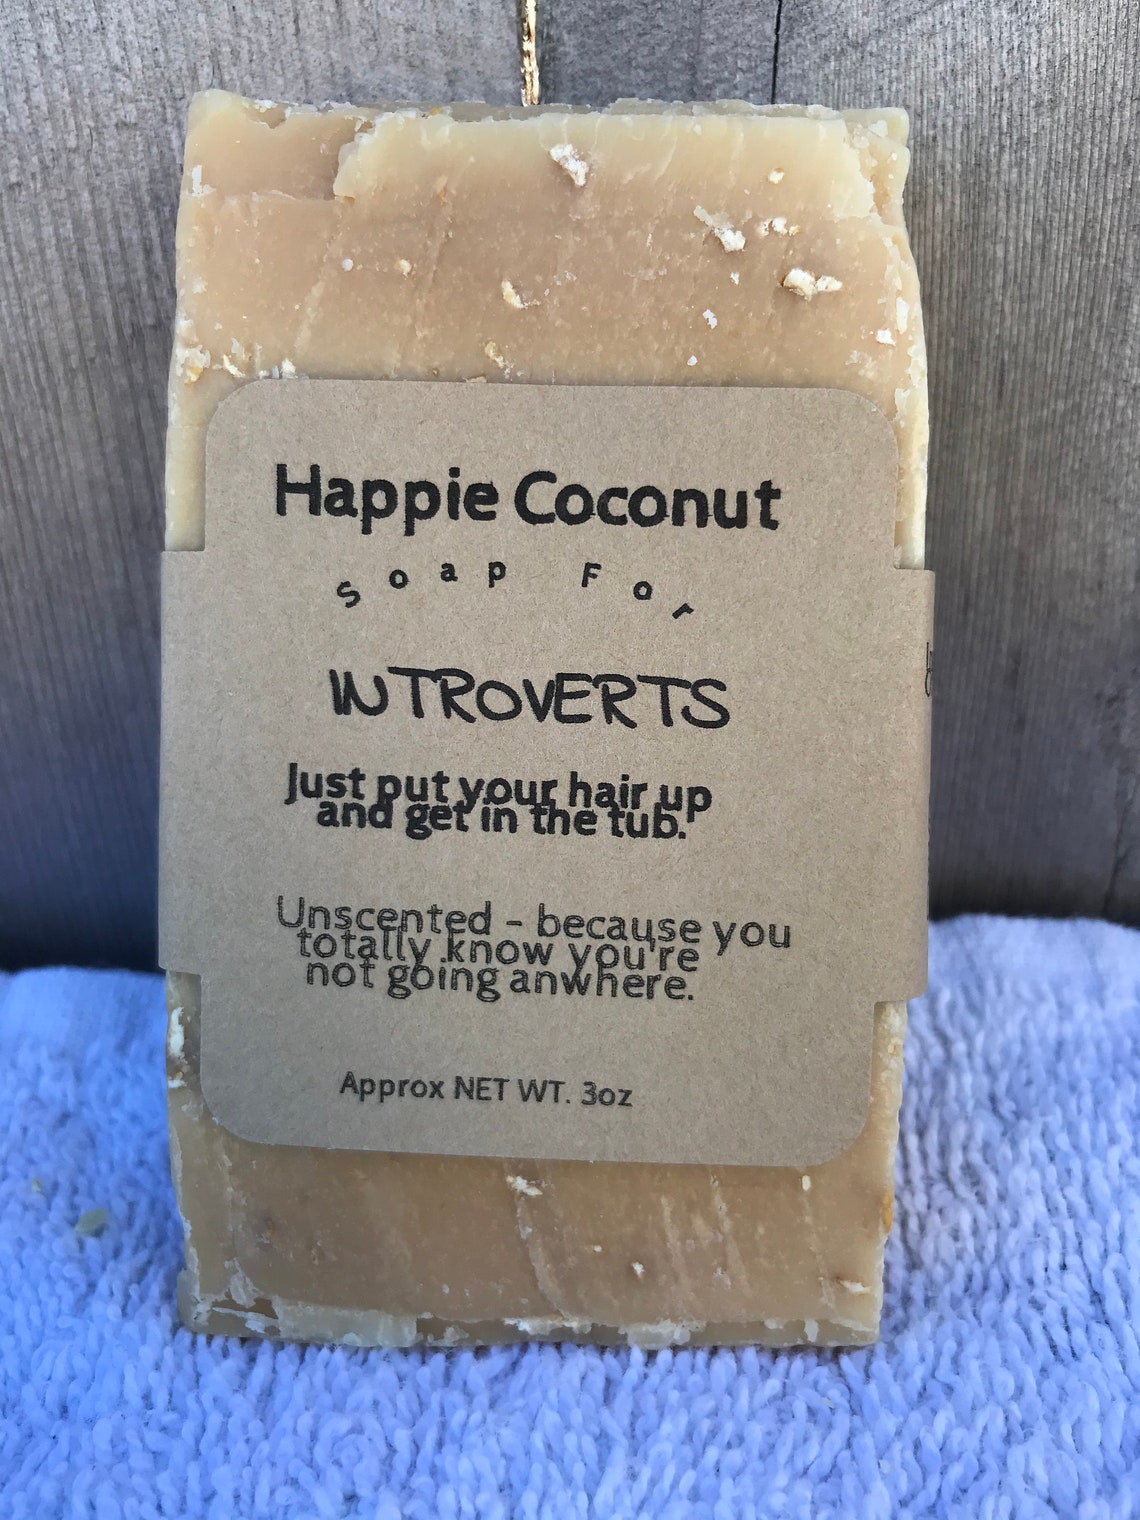 Happie Coconut
Soap For
INTROVERTS
Just put your hair up
and get in the tub.
Unscented - because you
totally know you're
not going anwhere.
Approx NET WT. 3oz